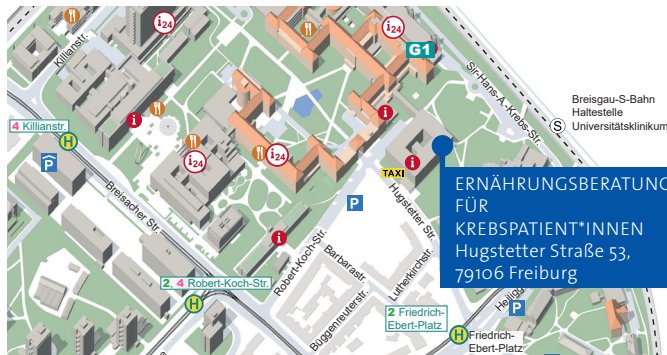 Killianstr.
i24
i24
G1
Sir-Hans-A.-Krebs-Str.
Breisgau-S-Bahn
Haltestelle
Universitätsklinikum
S
4 Killianstr.
H
i
i
P
Breisacher Str.
i24
i24
i
TAXI
P
Hugstetter Str.
ERNÄHRUNGSBERATUNG
FÜR
KREBSPATIENT*INNEN
Hugstetter Straße 53,
79106 Freiburg
i
Robert-Koch-Str.
Barbarastr.
Lutherkirchstr.
2, 4 Robert-Koch-Str.
H
Büggenreuterstr.
2 Friedrich-
Ebert-Platz
H
Friedrich-
Ebert-Platz
P